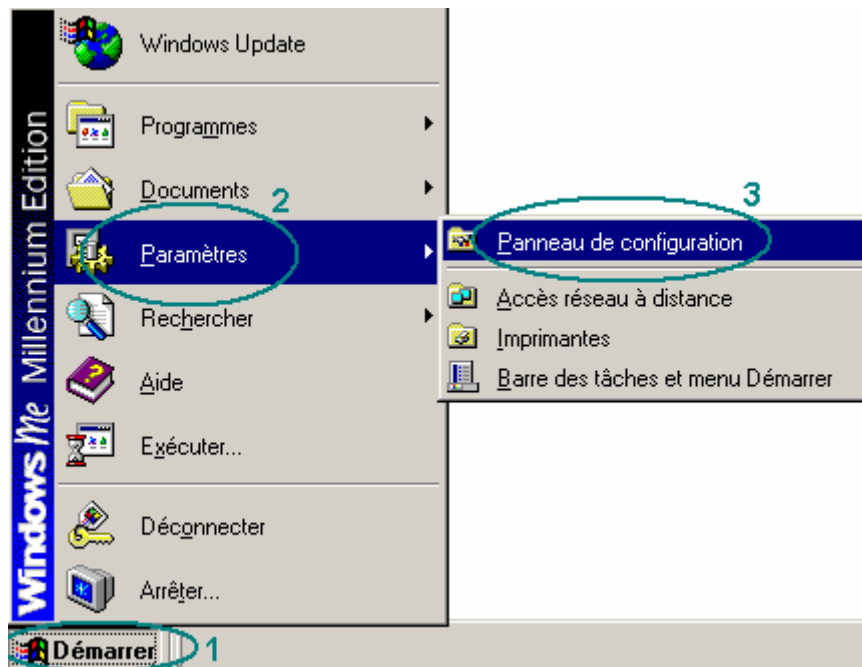 Windows Me Millennium Edition
Windows Update
Programmes
Documents
2
Paramètres
Rechercher
Aide
Exécuter...
Déconnecter
Arrêter...
3
Panneau de configuration
Accès réseau à distance
Imprimantes
Barre des tâches et menu Démarrer
Démarrer 1